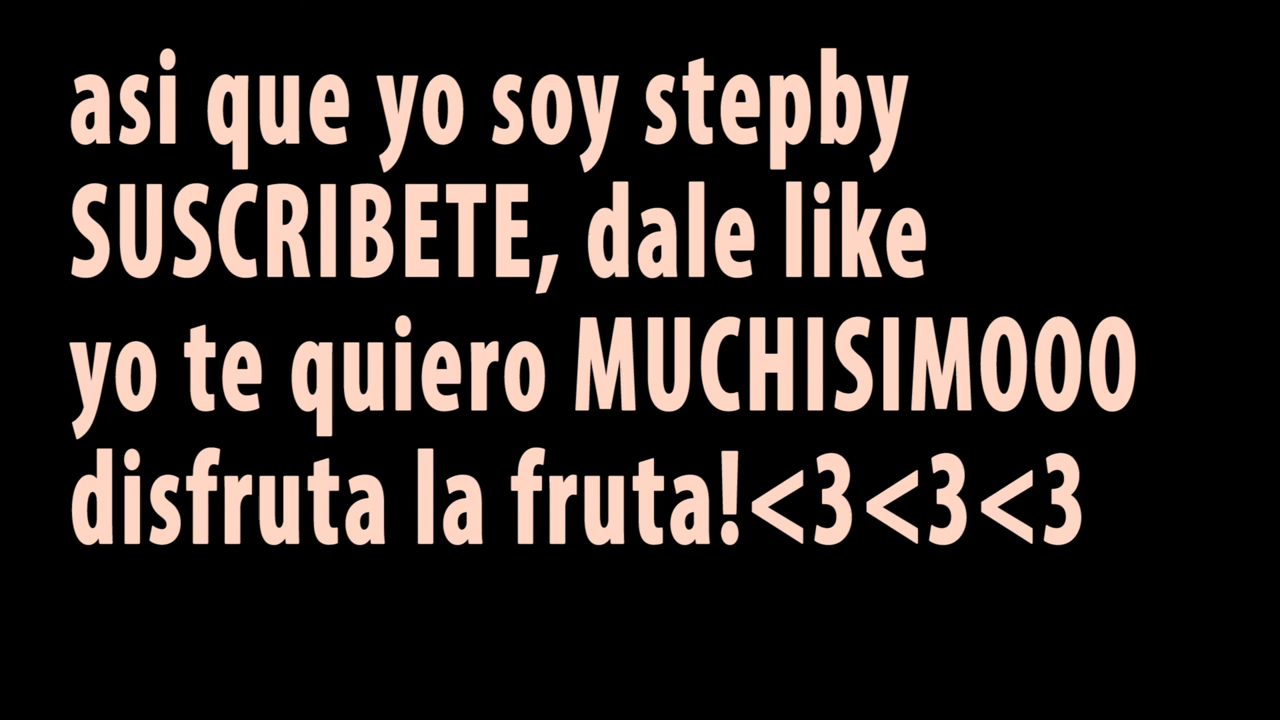 asi que yo soy stepby
SUSCRIBETE, dale like
yo te quiero MUCHISIMOOO
disfruta la fruta!<3<3<3